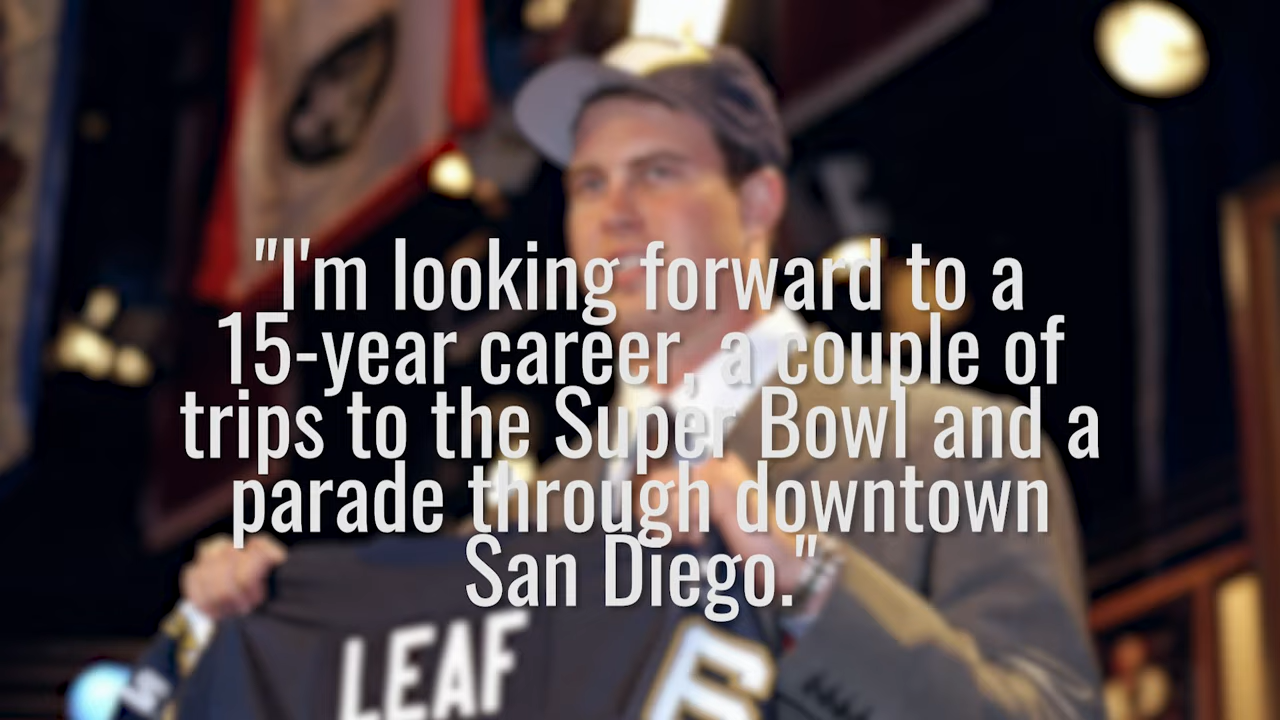 "I'm looking forward to a
15-year career, a couple of
trips to the Super Bowl and a
parade through downtown
San Diego."
LEAF